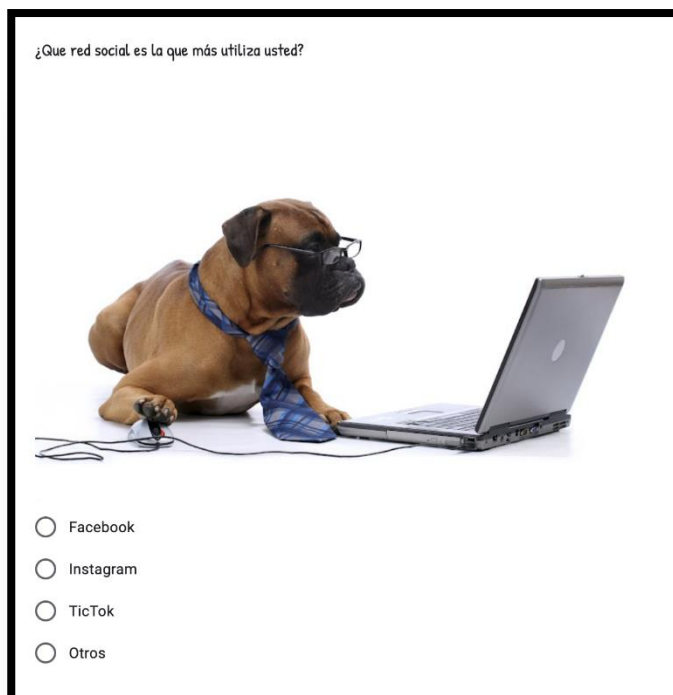 ¿Que red social es la que más utiliza usted?
Facebook
Instagram
TicTok
Otros